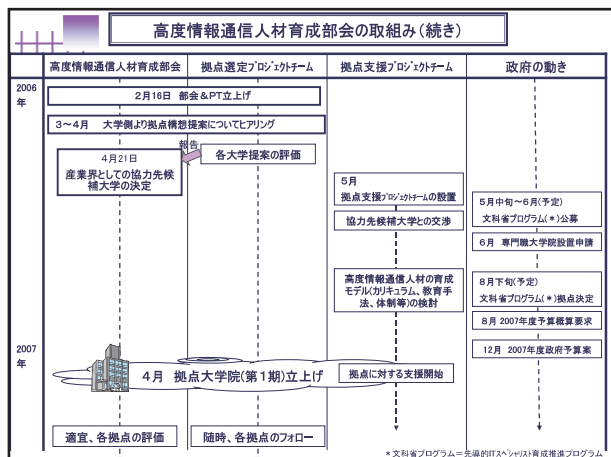 高度情報通信人材育成部会の取組み(続き)
高度情報通信人材育成部会
拠点選定プロジェクトチーム
拠点支援プロジェクトチーム
政府の動き
2006
年
2月16日 部会&PT立上げ
3~4月 大学側より拠点構想提案についてヒアリング
報告
4月21日
産業界としての協力先候
補大学の決定
各大学提案の評価
5月
拠点支援プロジェクトチームの設置
協力先候補大学との交渉
5月中旬~6月(予定)
文科省プログラム(*)公募
6月 専門職大学院設置申請
高度情報通信人材の育成
モデル(カリキュラム、教育手
法、体制等)の検討
8月下旬(予定)
文科省プログラム(*)拠点決定
8月 2007年度予算概算要求
12月 2007年度政府予算案
2007
年
4月 拠点大学院(第1期)立上げ
拠点に対する支援開始
適宜、各拠点の評価
随時、各拠点のフォロー
*文科省プログラム=先導的ITスペシャリスト育成推進プログラム